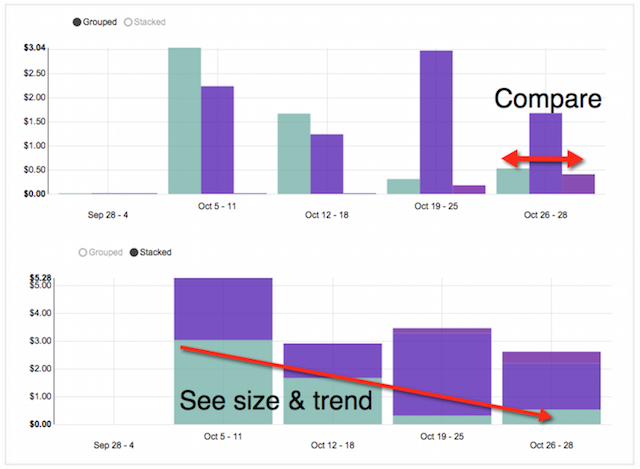 Grouped Stacked
$3.04
$2.50
$2.00
$1.50
$1.00
$0.50
$0.00
Compare
Sep 28 - 4
Oct 5 - 11
Oct 12 - 18
Oct 19 - 25
Oct 26 - 28
Grouped Stacked
$5.28
$5.00
$4.00
$3.00
$2.00
$1.00
$0.00
See size & trend
Sep 28 - 4
Oct 5 - 11
Oct 12 - 18
Oct 19 - 25
Oct 26 - 28